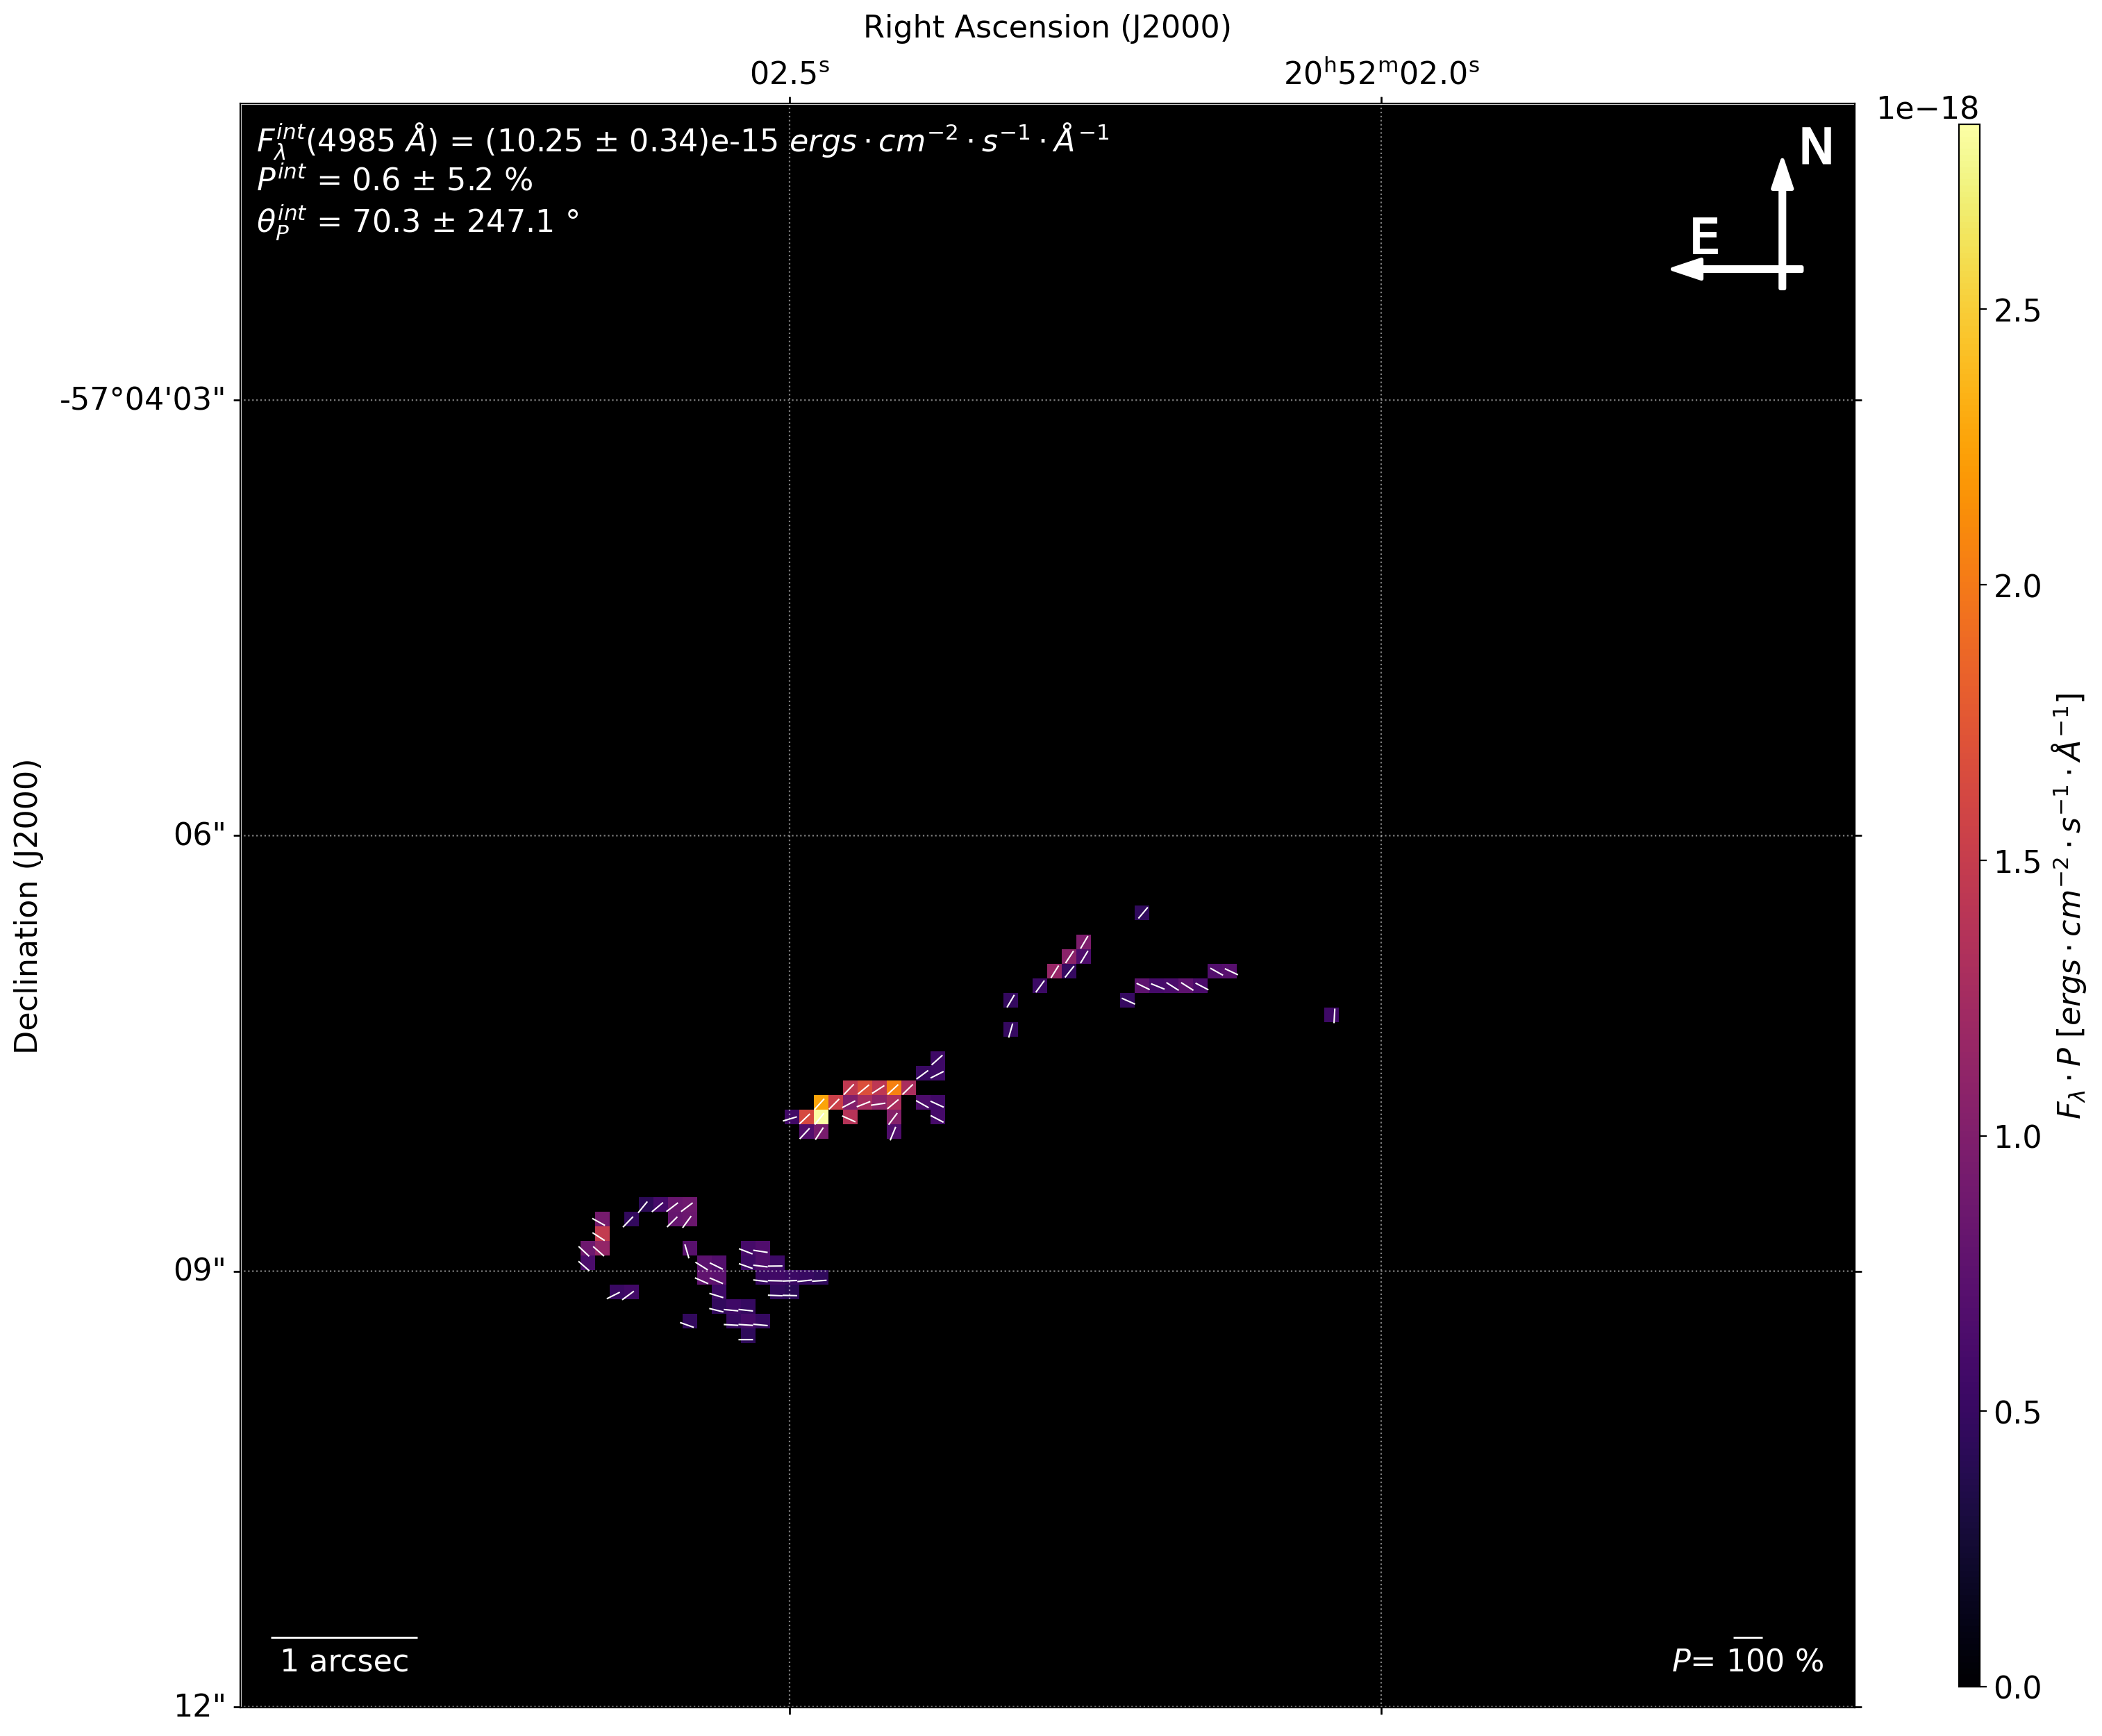 Right Ascension (J2000)
02.5ˢ 20ʰ52ᵐ02.0ˢ
1e−18
F_λ^int(4985 Å) = (10.25 ± 0.34)e-15 ergs · cm⁻² · s⁻¹ · Å⁻¹
P^int = 0.6 ± 5.2 %
θ_P^int = 70.3 ± 247.1 °
N
E
-57°04'03"
06"
09"
12"
Declination (J2000)
2.5
2.0
1.5
1.0
0.5
0.0
F_λ · P [ergs · cm⁻² · s⁻¹ · Å⁻¹]
1 arcsec
P= 100 %